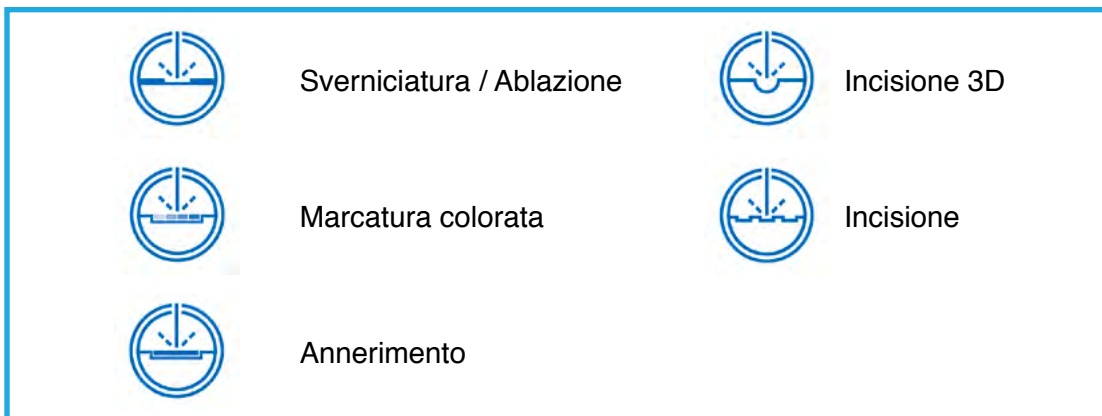 Sverniciatura / Ablazione
Incisione 3D
Marcatura colorata
Incisione
Annerimento